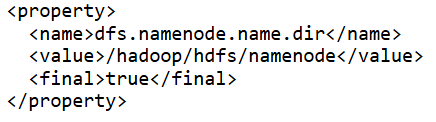 <property>
  <name>dfs.namenode.name.dir</name>
  <value>/hadoop/hdfs/namenode</value>
  <final>true</final>
</property>